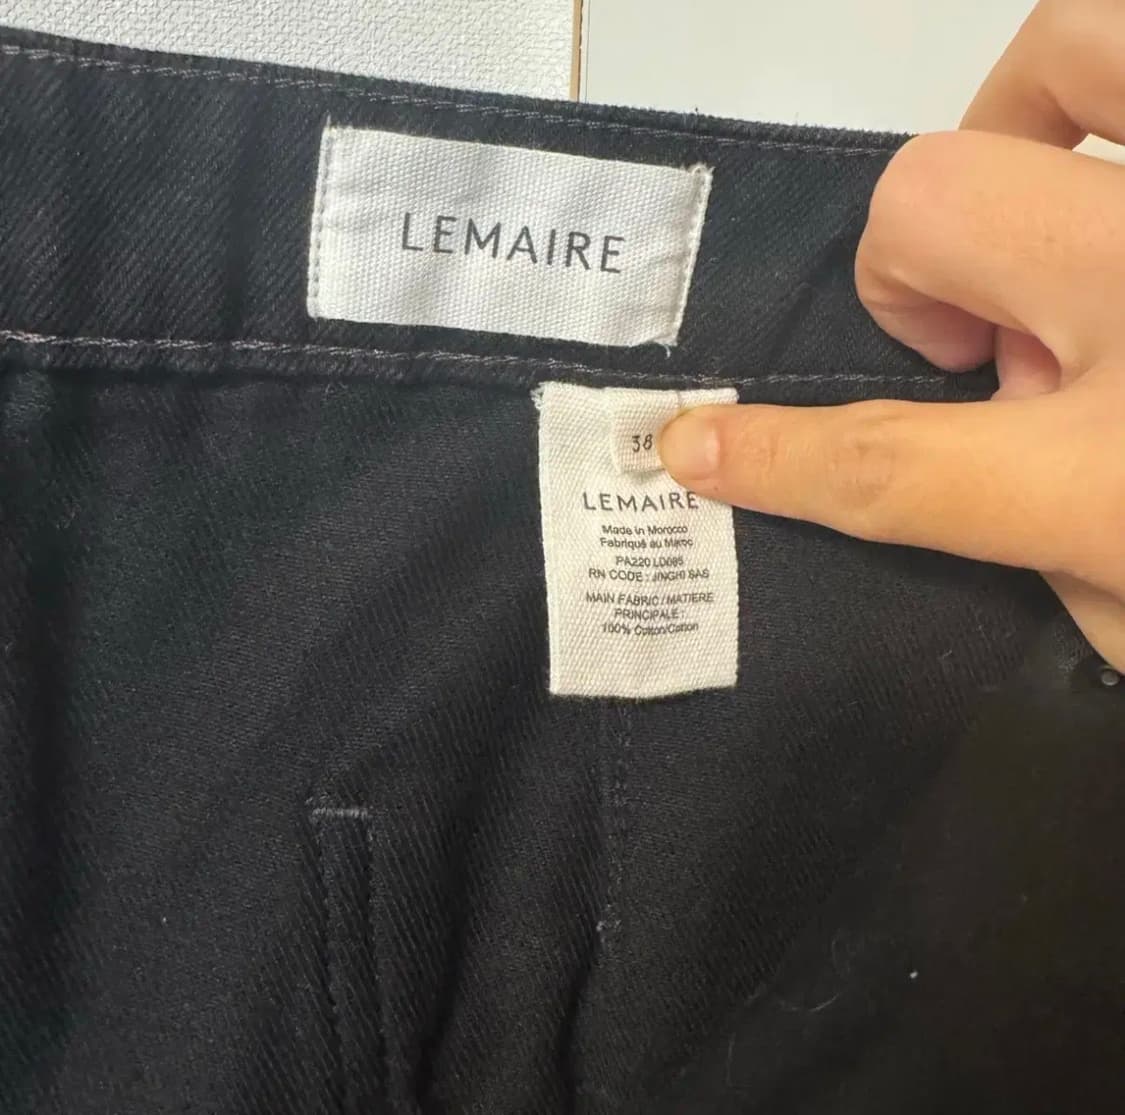 LEMAIRE
38
LEMAIRE
Made in Morocco
Fabriqué au Maroc
PA220 LD085
RN CODE : JINGHI SAS
MAIN FABRIC / MATIERE
PRINCIPALE :
100% Cotton/Cotton